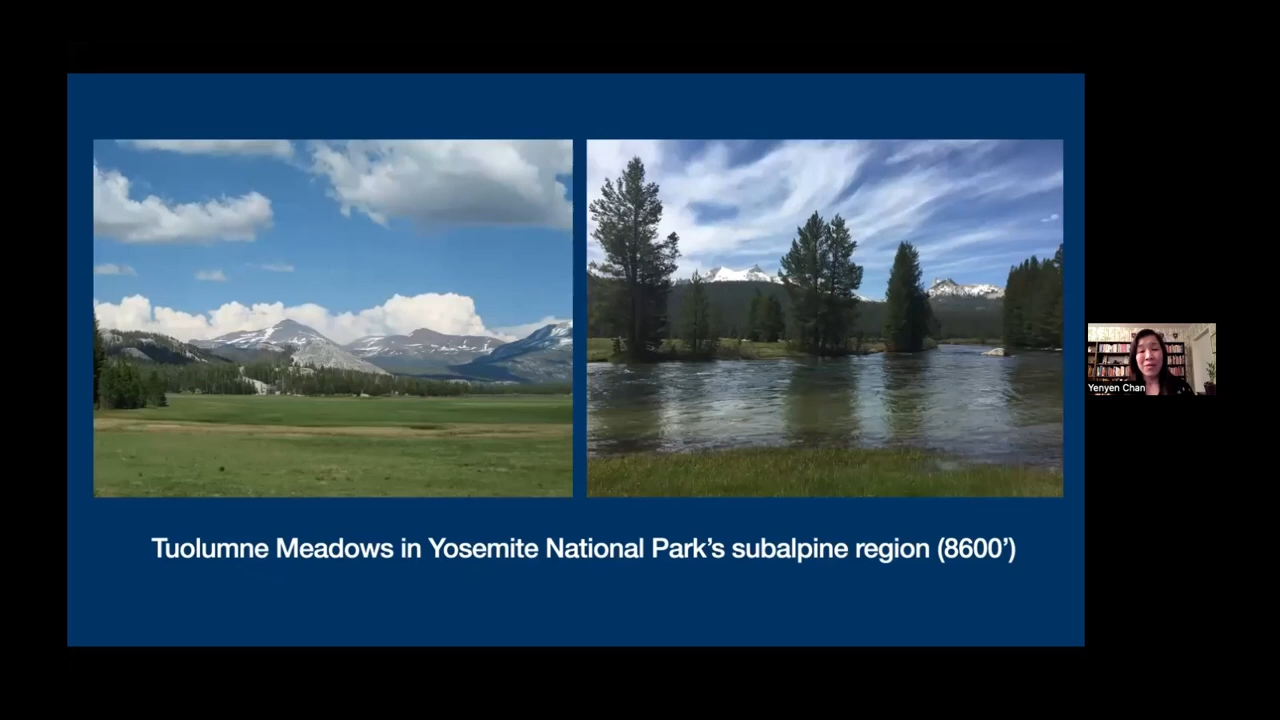 Tuolumne Meadows in Yosemite National Park’s subalpine region (8600’)
Yenyen Chan